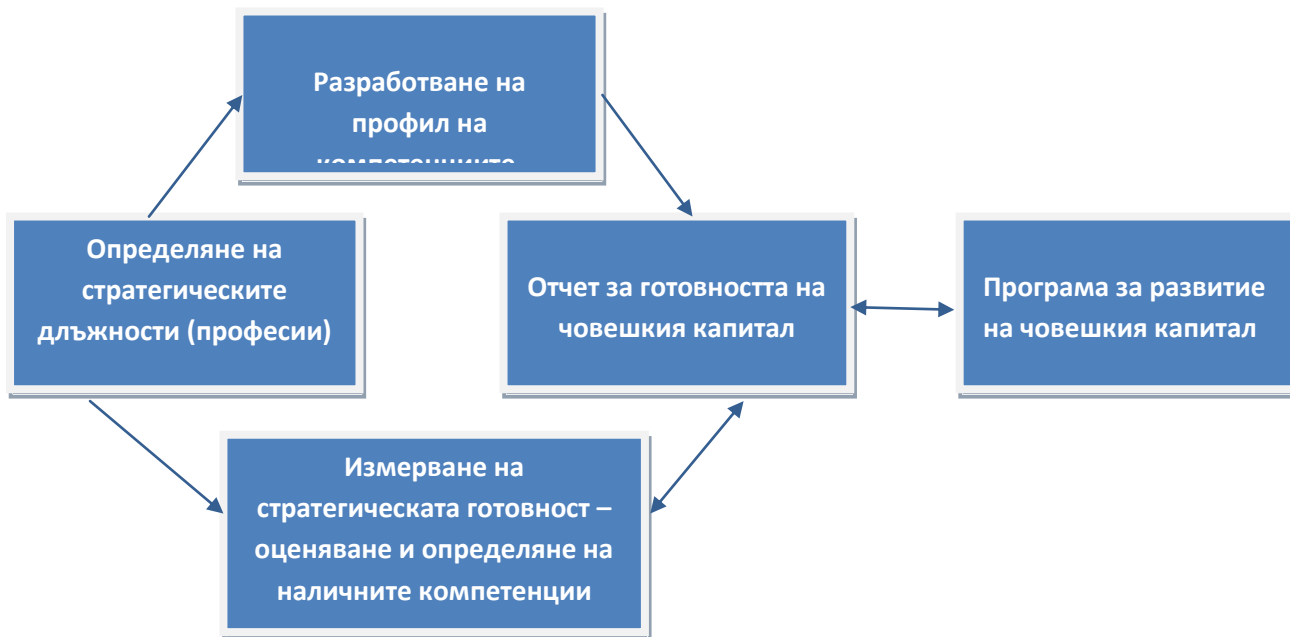 Разработване на
профил на
компетенциите
Определяне на
стратегическите
длъжности (професии)
Отчет за готовността на
човешкия капитал
Програма за развитие
на човешкия капитал
Измерване на
стратегическата готовност –
оценяване и определяне на
наличните компетенции